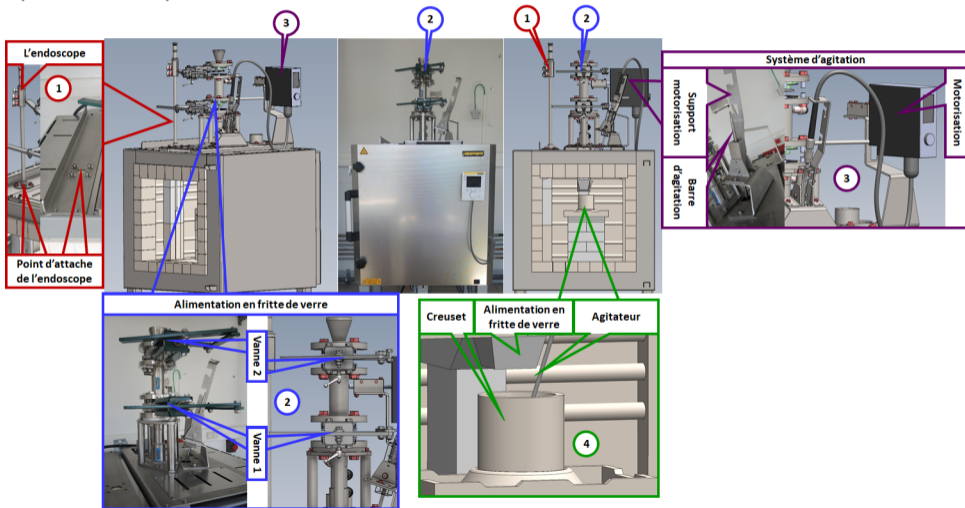 3
2
1
2
L'endoscope
1
Point d'attache
de l'endoscope
Système d'agitation
Support
motorisation
Barre
d'agitation
Motorisation
3
Alimentation en fritte de verre
Vanne 2
2
Vanne 1
Creuset
Alimentation en
fritte de verre
Agitateur
4